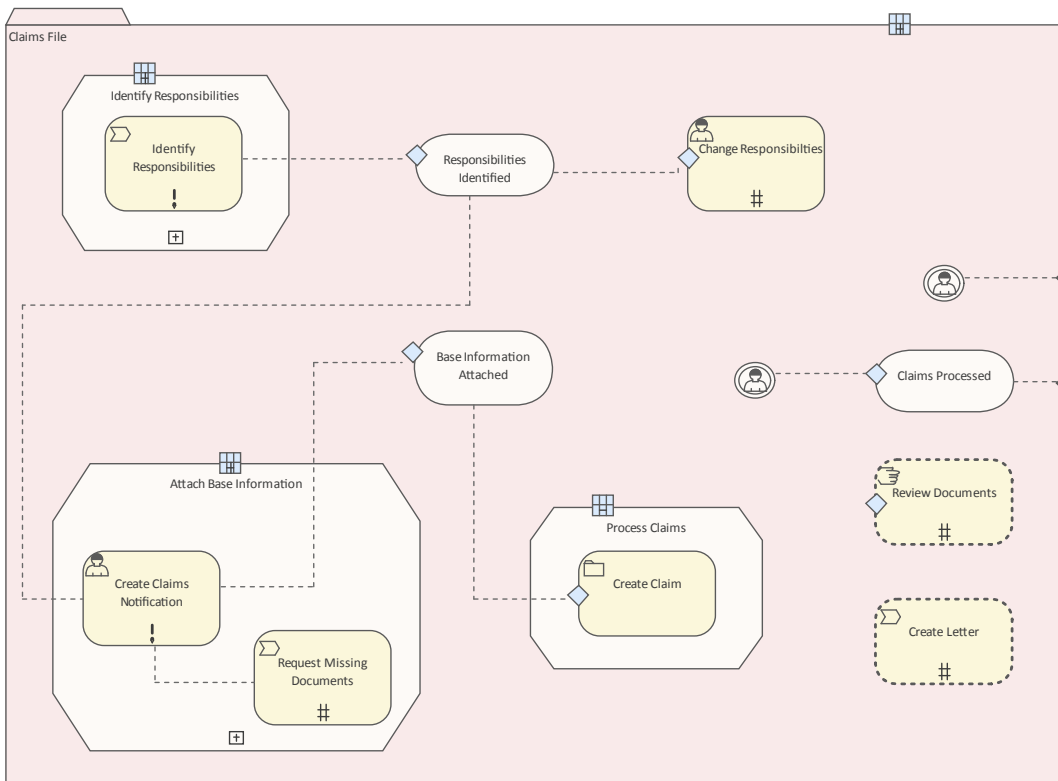 Claims File
Identify Responsibilities
Identify
Responsibilities
!
Responsibilities
Identified
Change Responsibilties
#
Base Information
Attached
Claims Processed
Attach Base Information
Create Claims
Notification
!
Request Missing
Documents
#
Process Claims
Create Claim
Review Documents
#
Create Letter
#